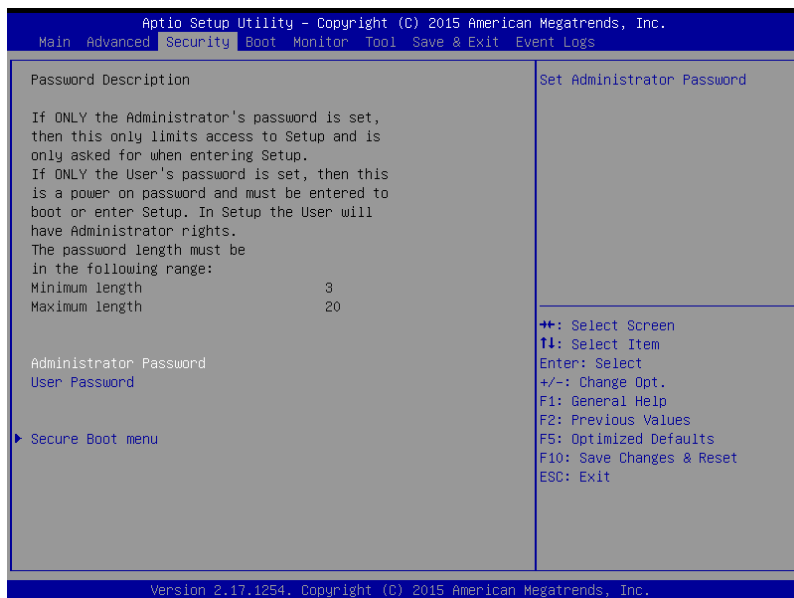 Aptio Setup Utility – Copyright (C) 2015 American Megatrends, Inc.
Main Advanced Security Boot Monitor Tool Save & Exit Event Logs
Password Description
If ONLY the Administrator's password is set,
then this only limits access to Setup and is
only asked for when entering Setup.
If ONLY the User's password is set, then this
is a power on password and must be entered to
boot or enter Setup. In Setup the User will
have Administrator rights.
The password length must be
in the following range:
Minimum length 3
Maximum length 20
Administrator Password
User Password
Secure Boot menu
Set Administrator Password
→←: Select Screen
↑↓: Select Item
Enter: Select
+/-: Change Opt.
F1: General Help
F2: Previous Values
F5: Optimized Defaults
F10: Save Changes & Reset
ESC: Exit
Version 2.17.1254. Copyright (C) 2015 American Megatrends, Inc.